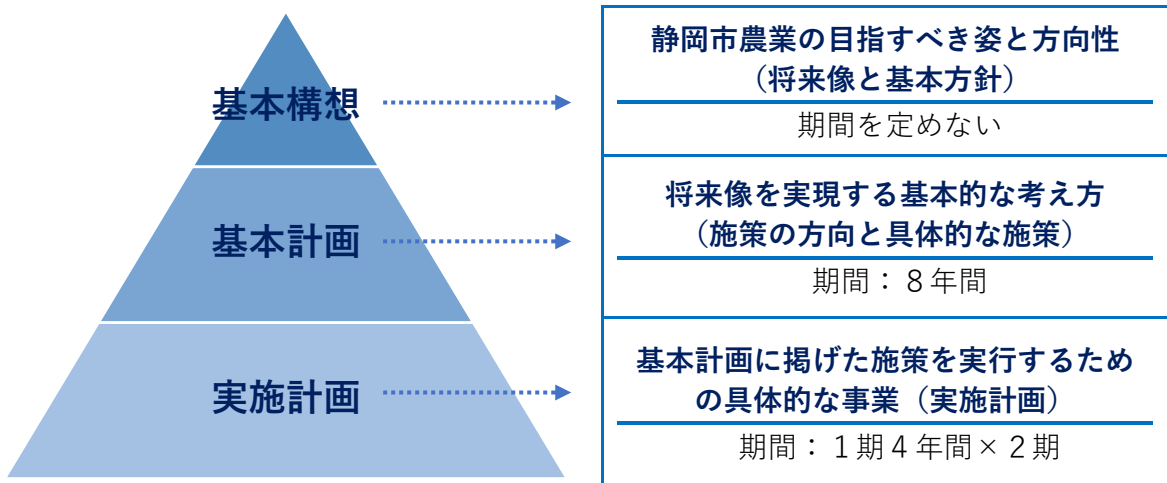 基本構想
静岡市農業の目指すべき姿と方向性
（将来像と基本方針）
期間を定めない
基本計画
将来像を実現する基本的な考え方
（施策の方向と具体的な施策）
期間：８年間
実施計画
基本計画に掲げた施策を実行するため
の具体的な事業（実施計画）
期間：１期４年間×２期